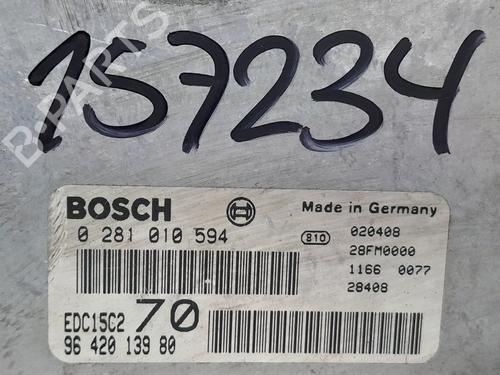 157234
B-PARTS
BOSCH
Made in Germany
0 281 010 594
810
020408
28FM0000
1166 0077
28408
EDC15C2 70
96 420 139 80